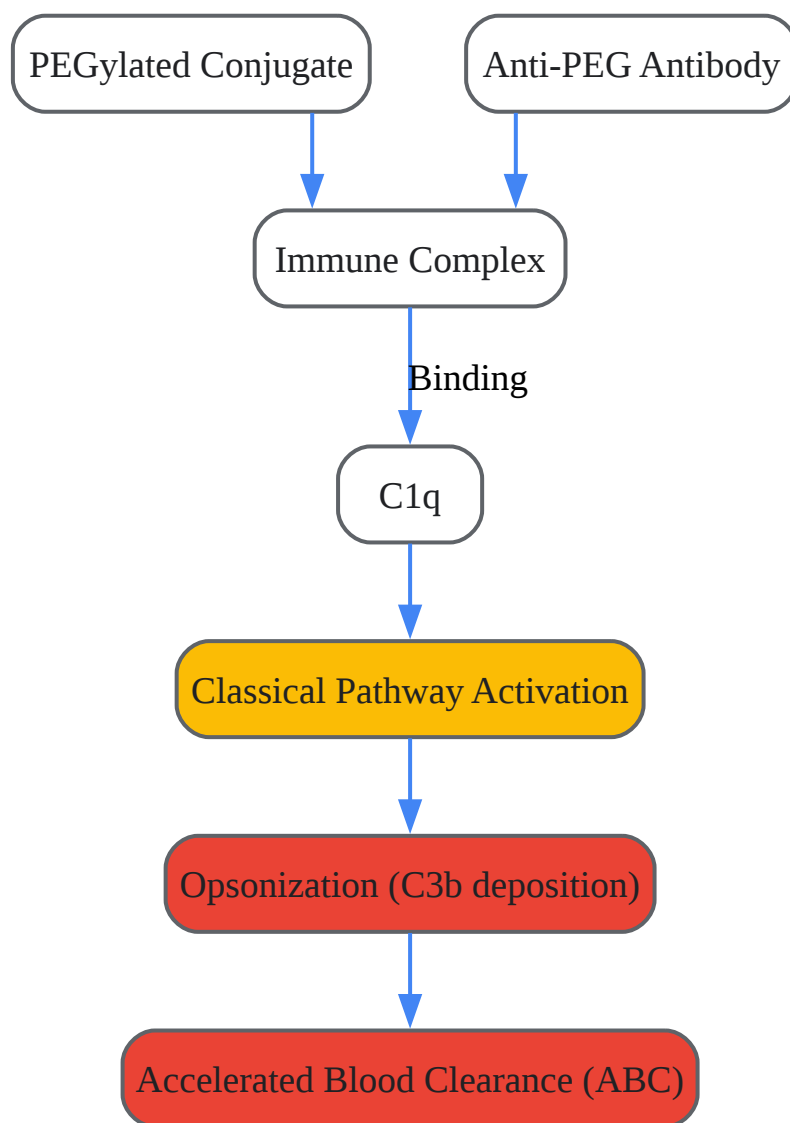 PEGylated Conjugate
Anti-PEG Antibody
Immune Complex
Binding
C1q
Classical Pathway Activation
Opsonization (C3b deposition)
Accelerated Blood Clearance (ABC)